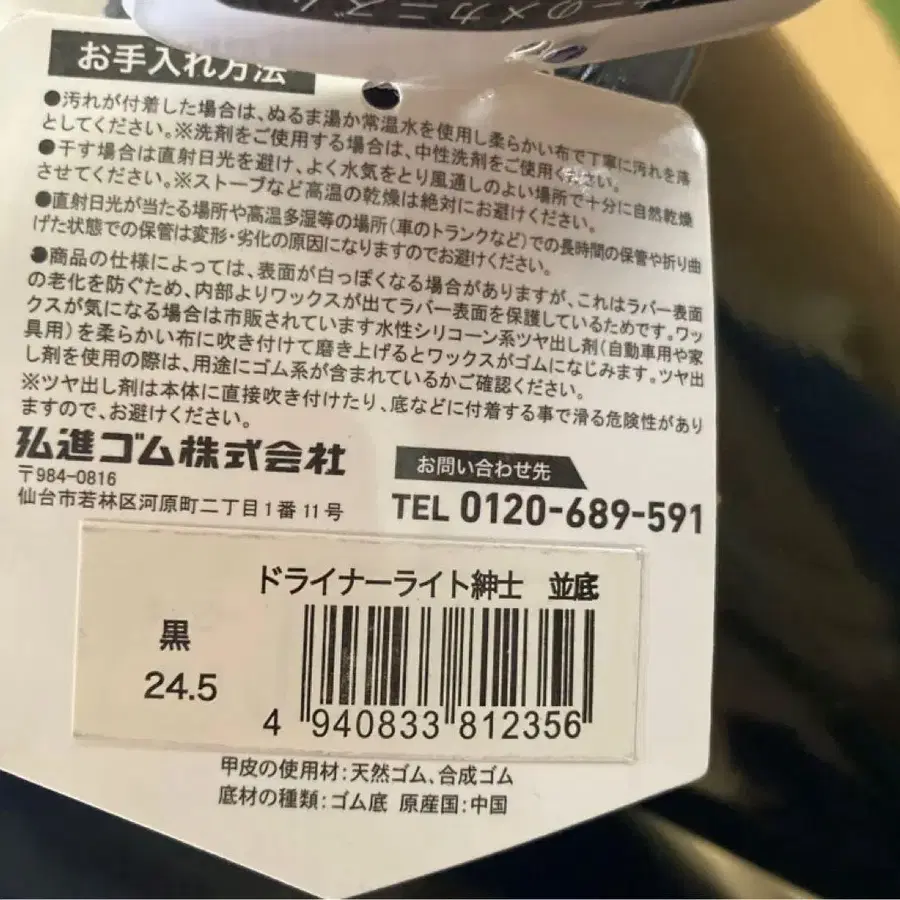 ナーのメカニズム
お手入れ方法
●汚れが付着した場合は、ぬるま湯か常温水を使用し柔らかい布で丁寧に汚れを落
としてください。※洗剤をご使用する場合は、中性洗剤をご使用ください。
●干す場合は直射日光を避け、よく水気をとり風通しのよい場所で十分に自然乾燥
させてください。※ストーブなど高温の乾燥は絶対にお避けください。
●直射日光が当たる場所や高温多湿等の場所(車のトランクなど)での長時間の保管や折り曲
げた状態での保管は変形・劣化の原因になりますのでお避けください。
●商品の仕様によっては、表面が白っぽくなる場合がありますが、これはラバー表面
の老化を防ぐため、内部よりワックスが出てラバー表面を保護しているためです。ワッ
クスが気になる場合は市販されています水性シリコーン系ツヤ出し剤(自動車用や家
具用)を柔らかい布に吹き付けて磨き上げるとワックスがゴムになじみます。ツヤ出
し剤を使用の際は、用途にゴム系が含まれているかご確認ください。
※ツヤ出し剤は本体に直接吹き付けたり、底などに付着する事で滑る危険性があり
ますので、お避けください。
弘進ゴム株式会社
〒984-0816
仙台市若林区河原町二丁目1番11号
お問い合わせ先
TEL 0120-689-591
ドライナーライト紳士 並底
黒
24.5
4 940833 812356
甲皮の使用材:天然ゴム、合成ゴム
底材の種類:ゴム底 原産国:中国